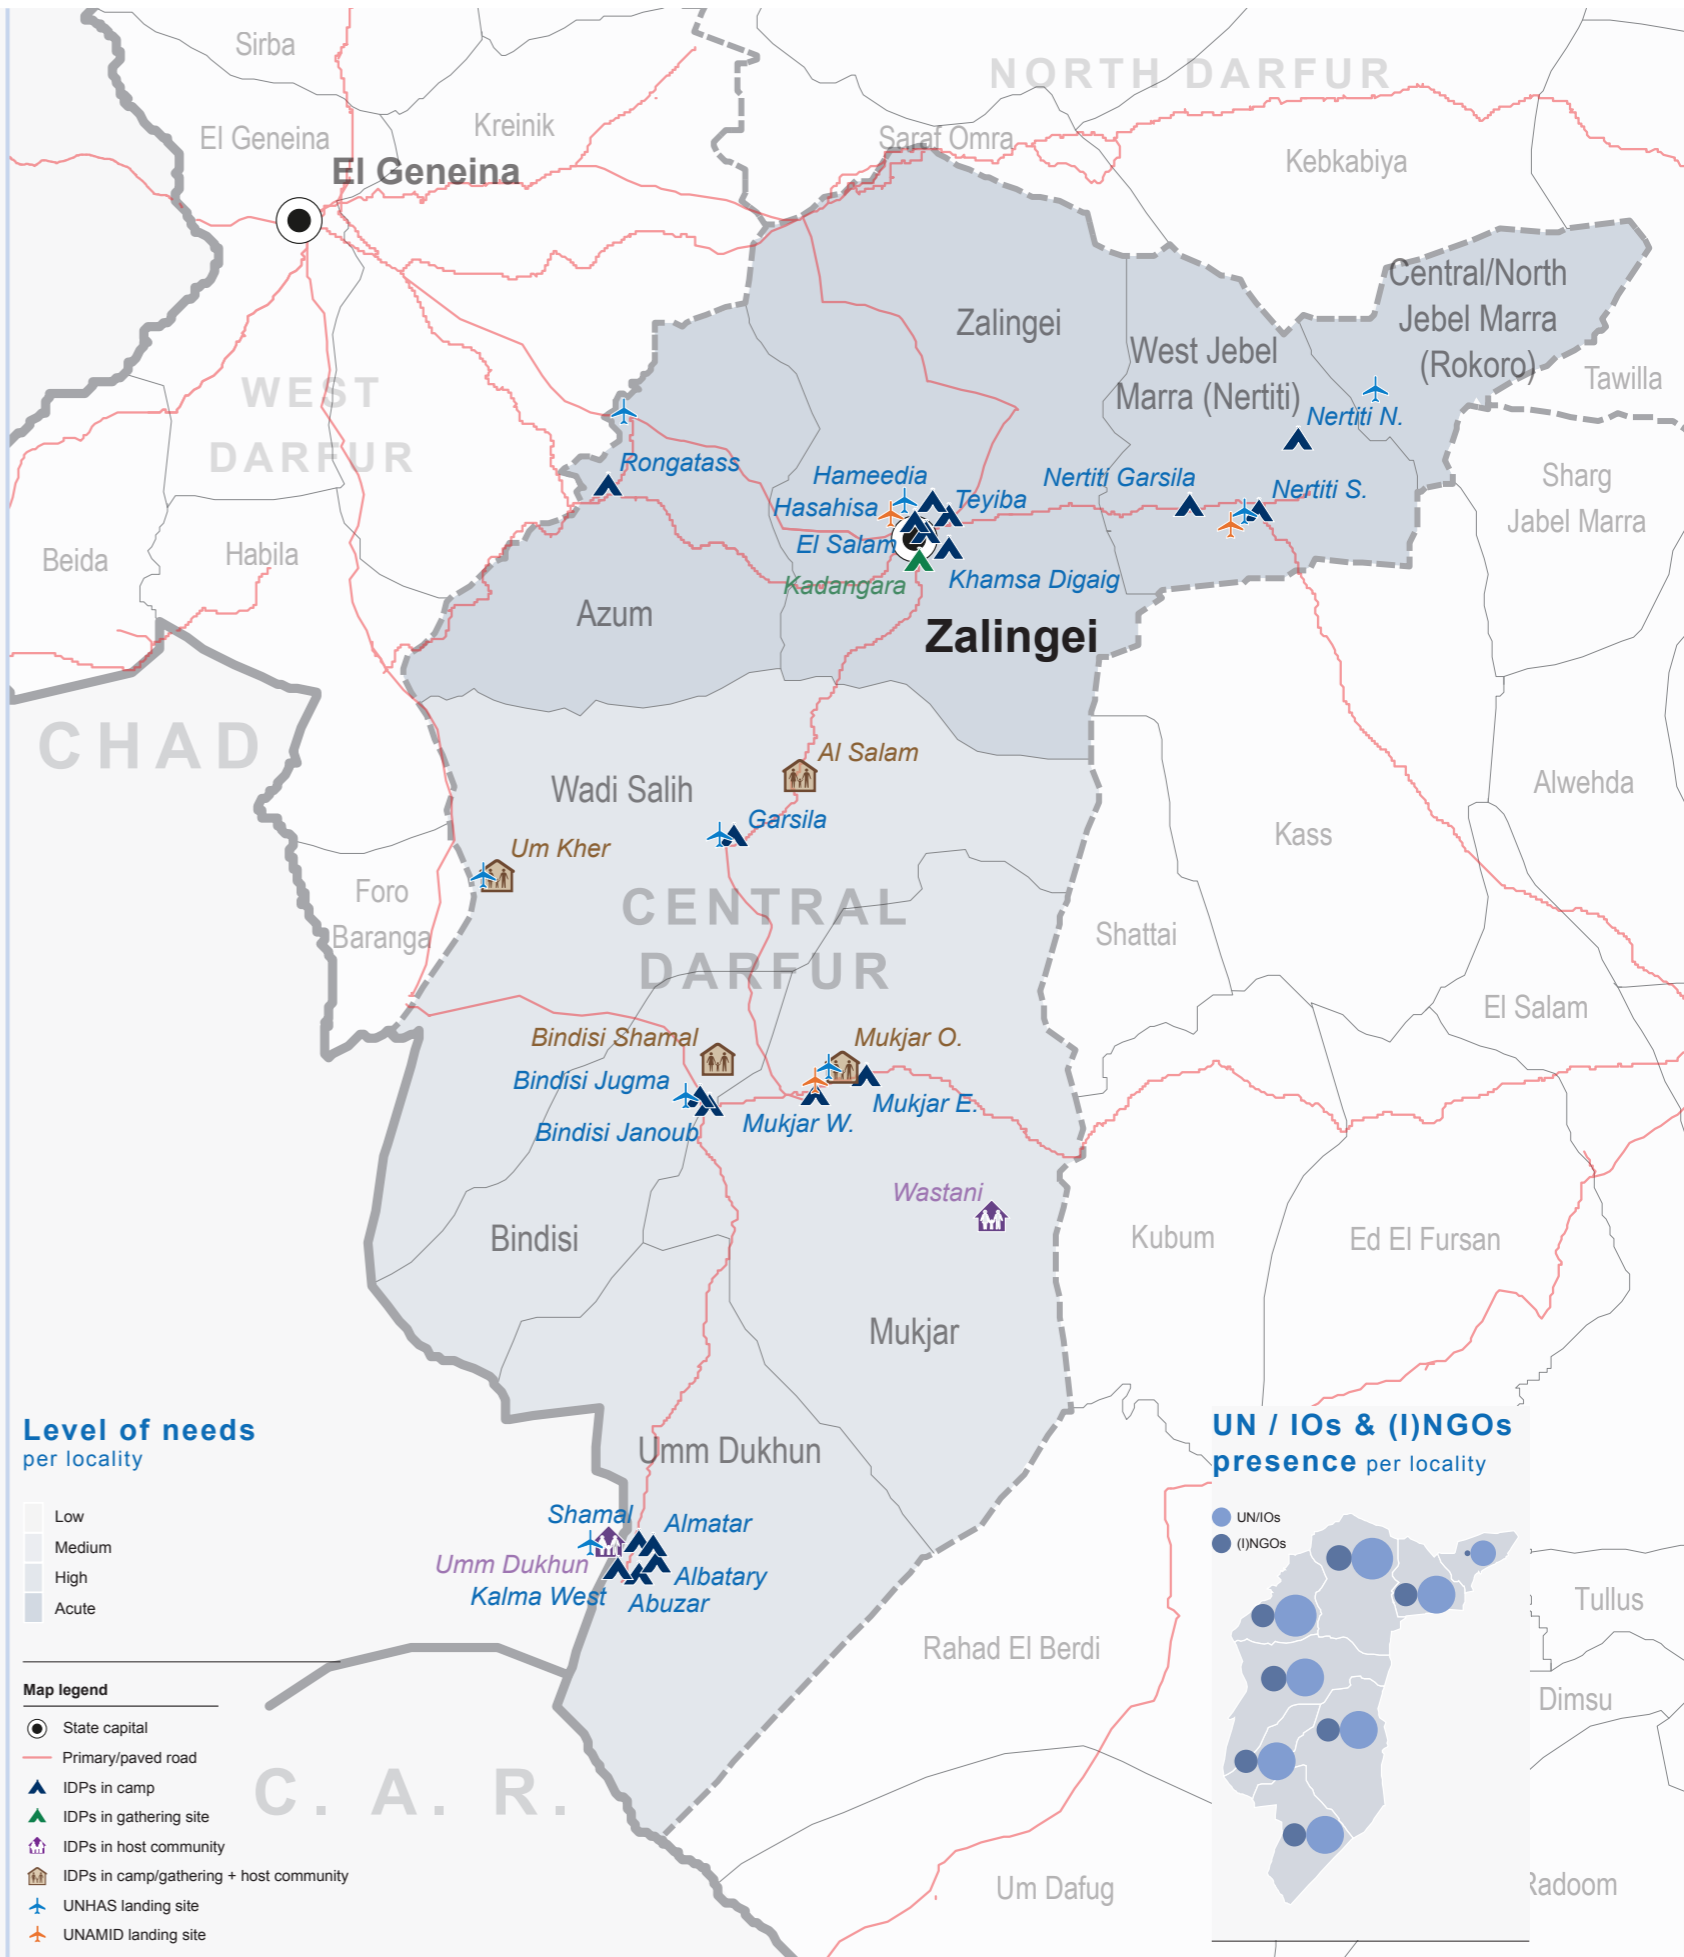 Sirba
NORTH DARFUR
El Geneina
Kreinik
Saraf Omra
Kebkabiya
El Geneina
Central/North
Jebel Marra
(Rokoro)
Zalingei
West Jebel
Marra (Nertiti)
Tawilla
WEST
DARFUR
Nertiti N.
Rongatass
Hameedia
Nertiti Garsila
Nertiti S.
Sharg
Jabel Marra
Hasahisa
Teyiba
El Salam
Beida
Habila
Khamsa Digaig
Kadangara
Azum
Zalingei
CHAD
Al Salam
Wadi Salih
Alwehda
Garsila
Kass
Um Kher
Foro
Baranga
CENTRAL
DARFUR
Shattai
El Salam
Bindisi Shamal
Mukjar O.
Bindisi Jugma
Mukjar E.
Mukjar W.
Bindisi Janoub
Wastani
Bindisi
Kubum
Ed El Fursan
Mukjar
Level of needs
per locality
Low
Medium
High
Acute
Umm Dukhun
Shamal
Almatar
Umm Dukhun
Albatary
Kalma West
Abuzar
UN / IOs & (I)NGOs
presence per locality
UN/IOs
(I)NGOs
Tullus
Rahad El Berdi
Dimsu
Map legend
State capital
Primary/paved road
IDPs in camp
IDPs in gathering site
IDPs in host community
IDPs in camp/gathering + host community
UNHAS landing site
UNAMID landing site
C. A. R.
Um Dafug
Radoom